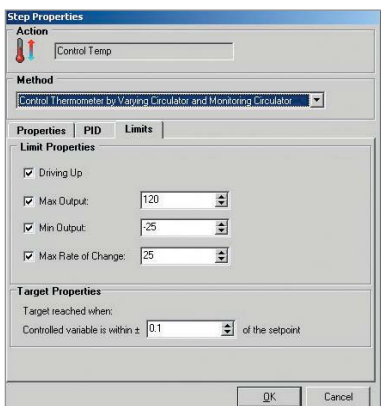 Step Properties
Action
Control Temp
Method
Control Thermometer by Varying Circulator and Monitoring Circulator
Properties PID Limits
Limit Properties
Driving Up
Max Output: 120
Min Output: -25
Max Rate of Change: 25
Target Properties
Target reached when:
Controlled variable is within ± 0.1 of the setpoint
OK Cancel